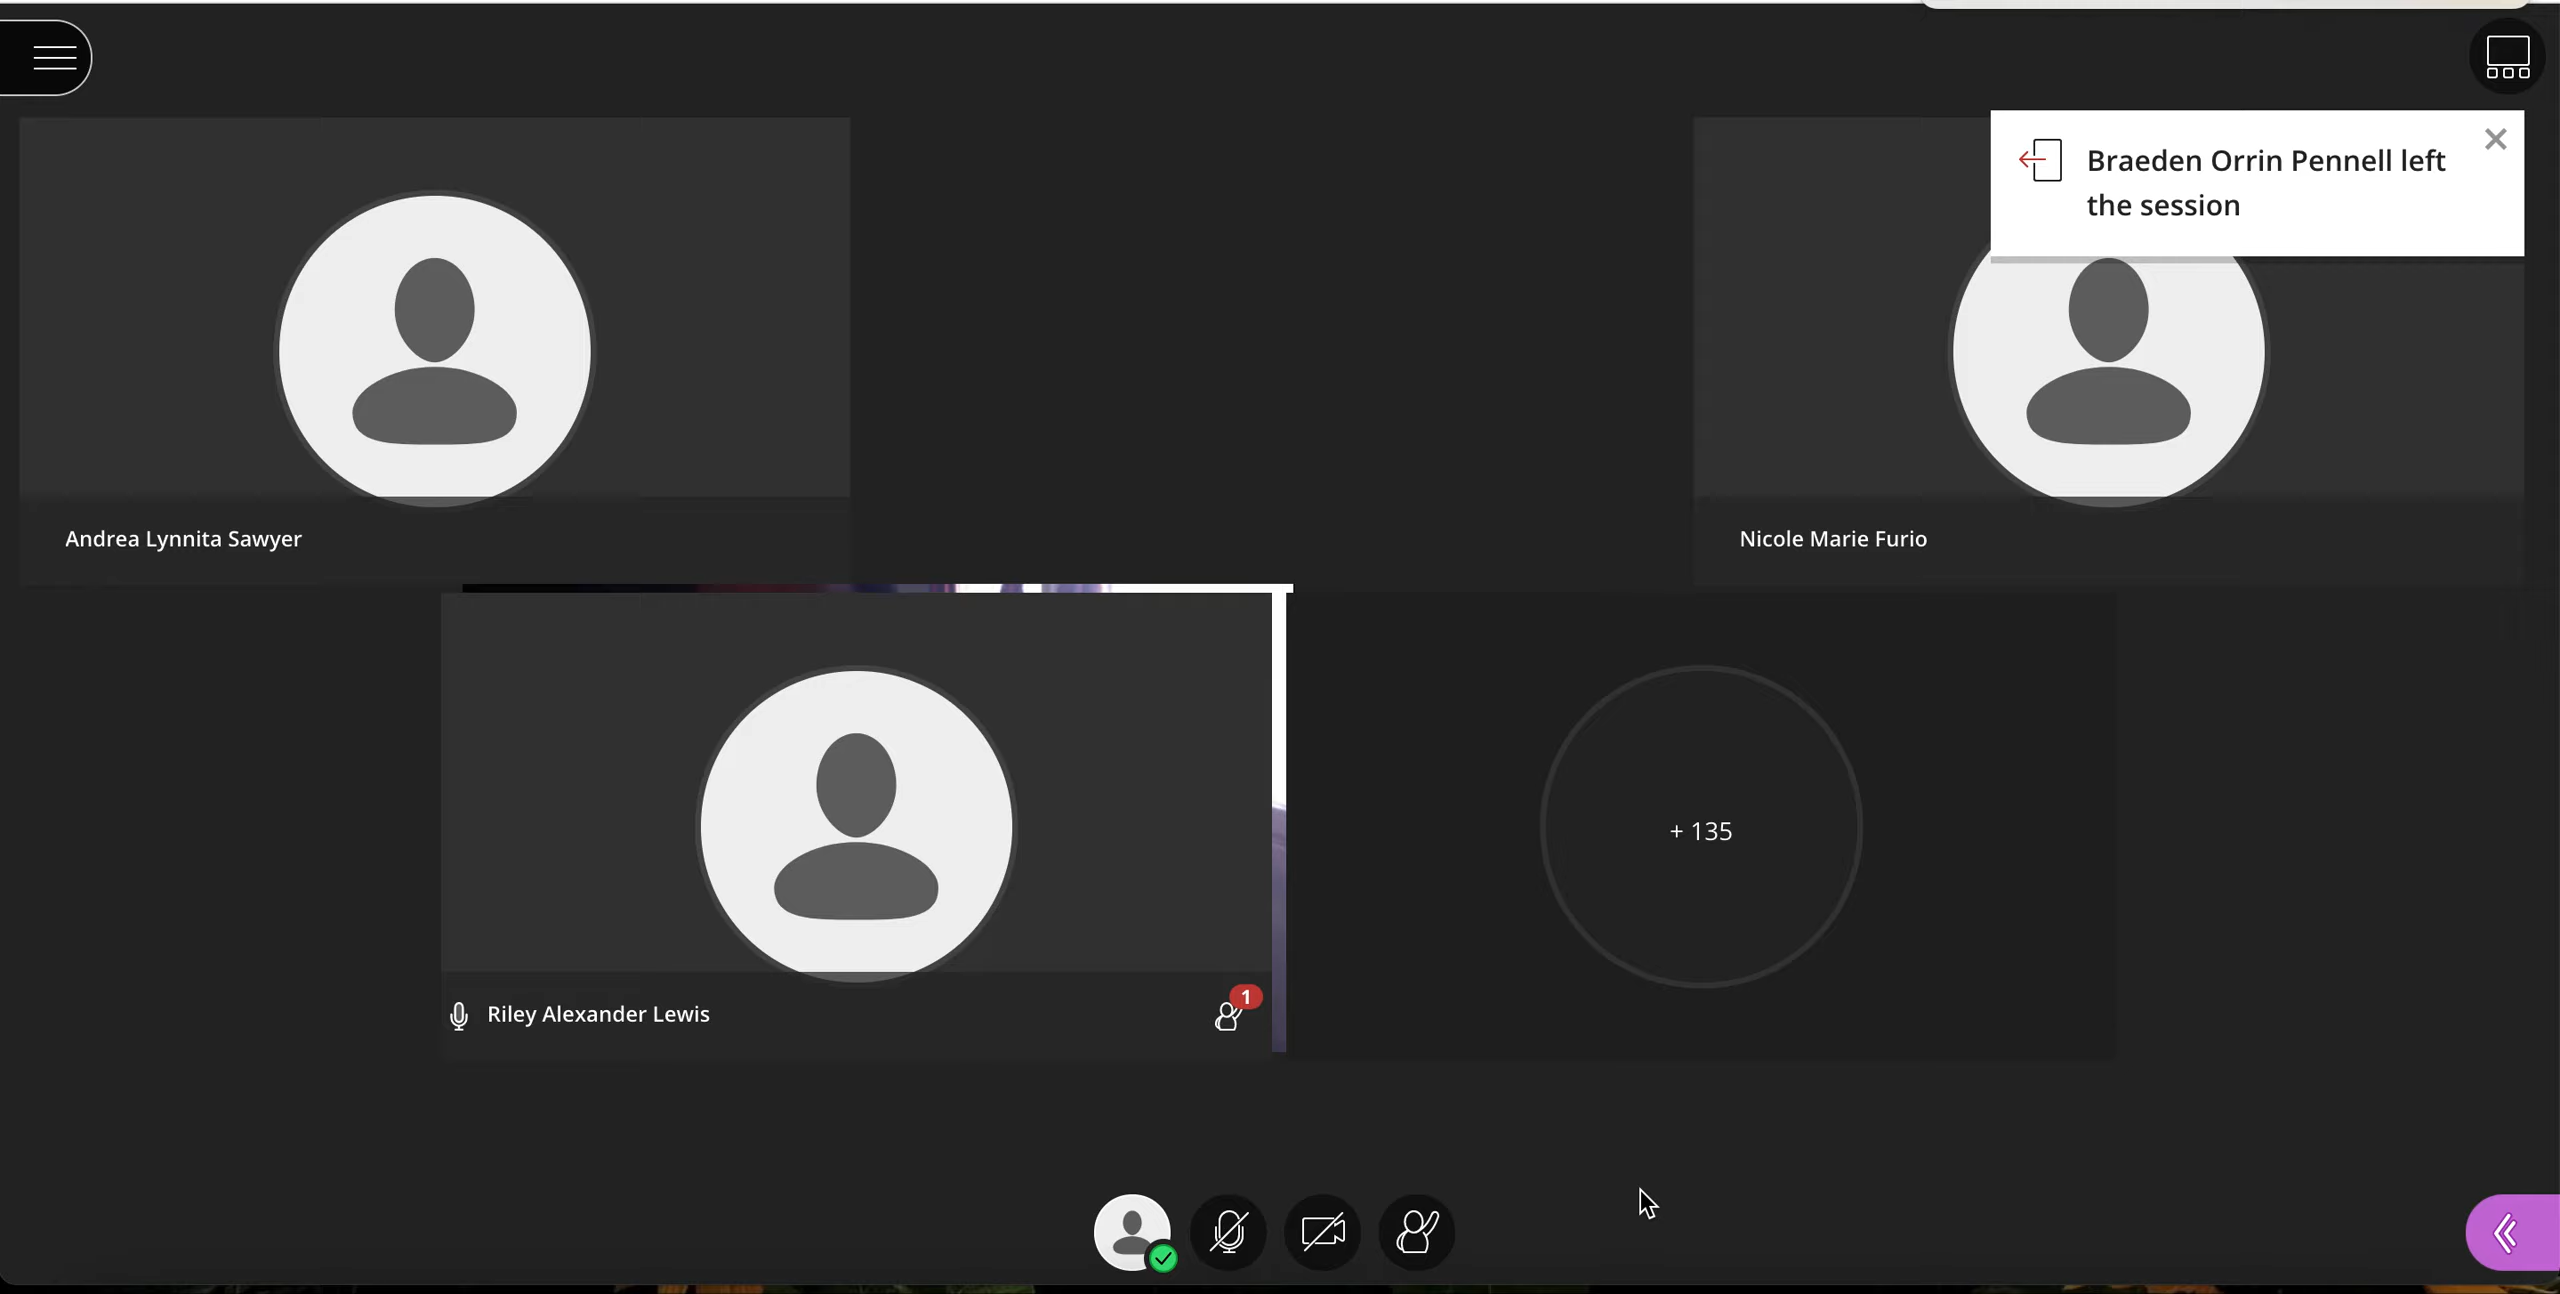 Braeden Orrin Pennell left
the session
Andrea Lynnita Sawyer
Nicole Marie Furio
+ 135
Riley Alexander Lewis
1